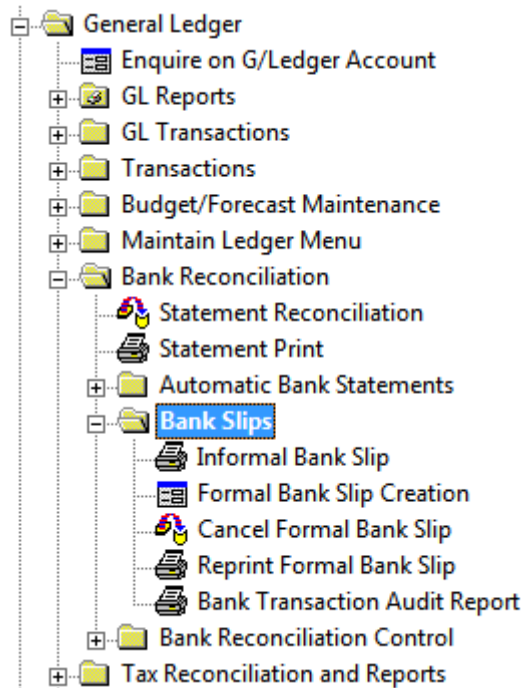 General Ledger
Enquire on G/Ledger Account
GL Reports
GL Transactions
Transactions
Budget/Forecast Maintenance
Maintain Ledger Menu
Bank Reconciliation
Statement Reconciliation
Statement Print
Automatic Bank Statements
Bank Slips
Informal Bank Slip
Formal Bank Slip Creation
Cancel Formal Bank Slip
Reprint Formal Bank Slip
Bank Transaction Audit Report
Bank Reconciliation Control
Tax Reconciliation and Reports